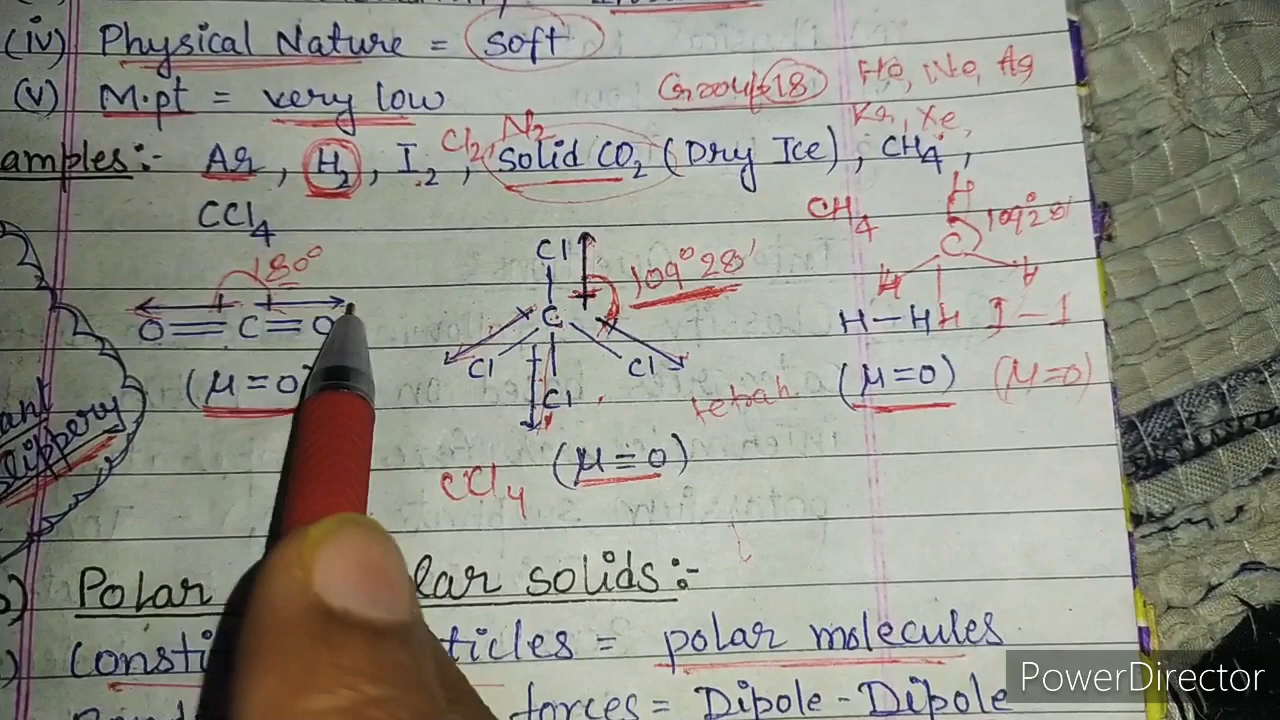 (iv) Physical Nature = soft
(v) M.pt = very low
Group 18 He, Ne, Ag
Kr, Xe,
Cl2, N2
amples:- Ar, H2, I2, solid CO2 (Dry Ice), CH4,
CCl4
CH4
H
C 109°28'
H H
H
180°
O=C=O
(μ=0)
Cl
109°28'
C
Cl Cl
Cl
tetrah.
CCl4 (μ=0)
H-H I-I
(μ=0) (μ=0)
slippery
Polar lar solids:-
Consti ticles = polar molecules
forces = Dipole-Dipole
PowerDirector